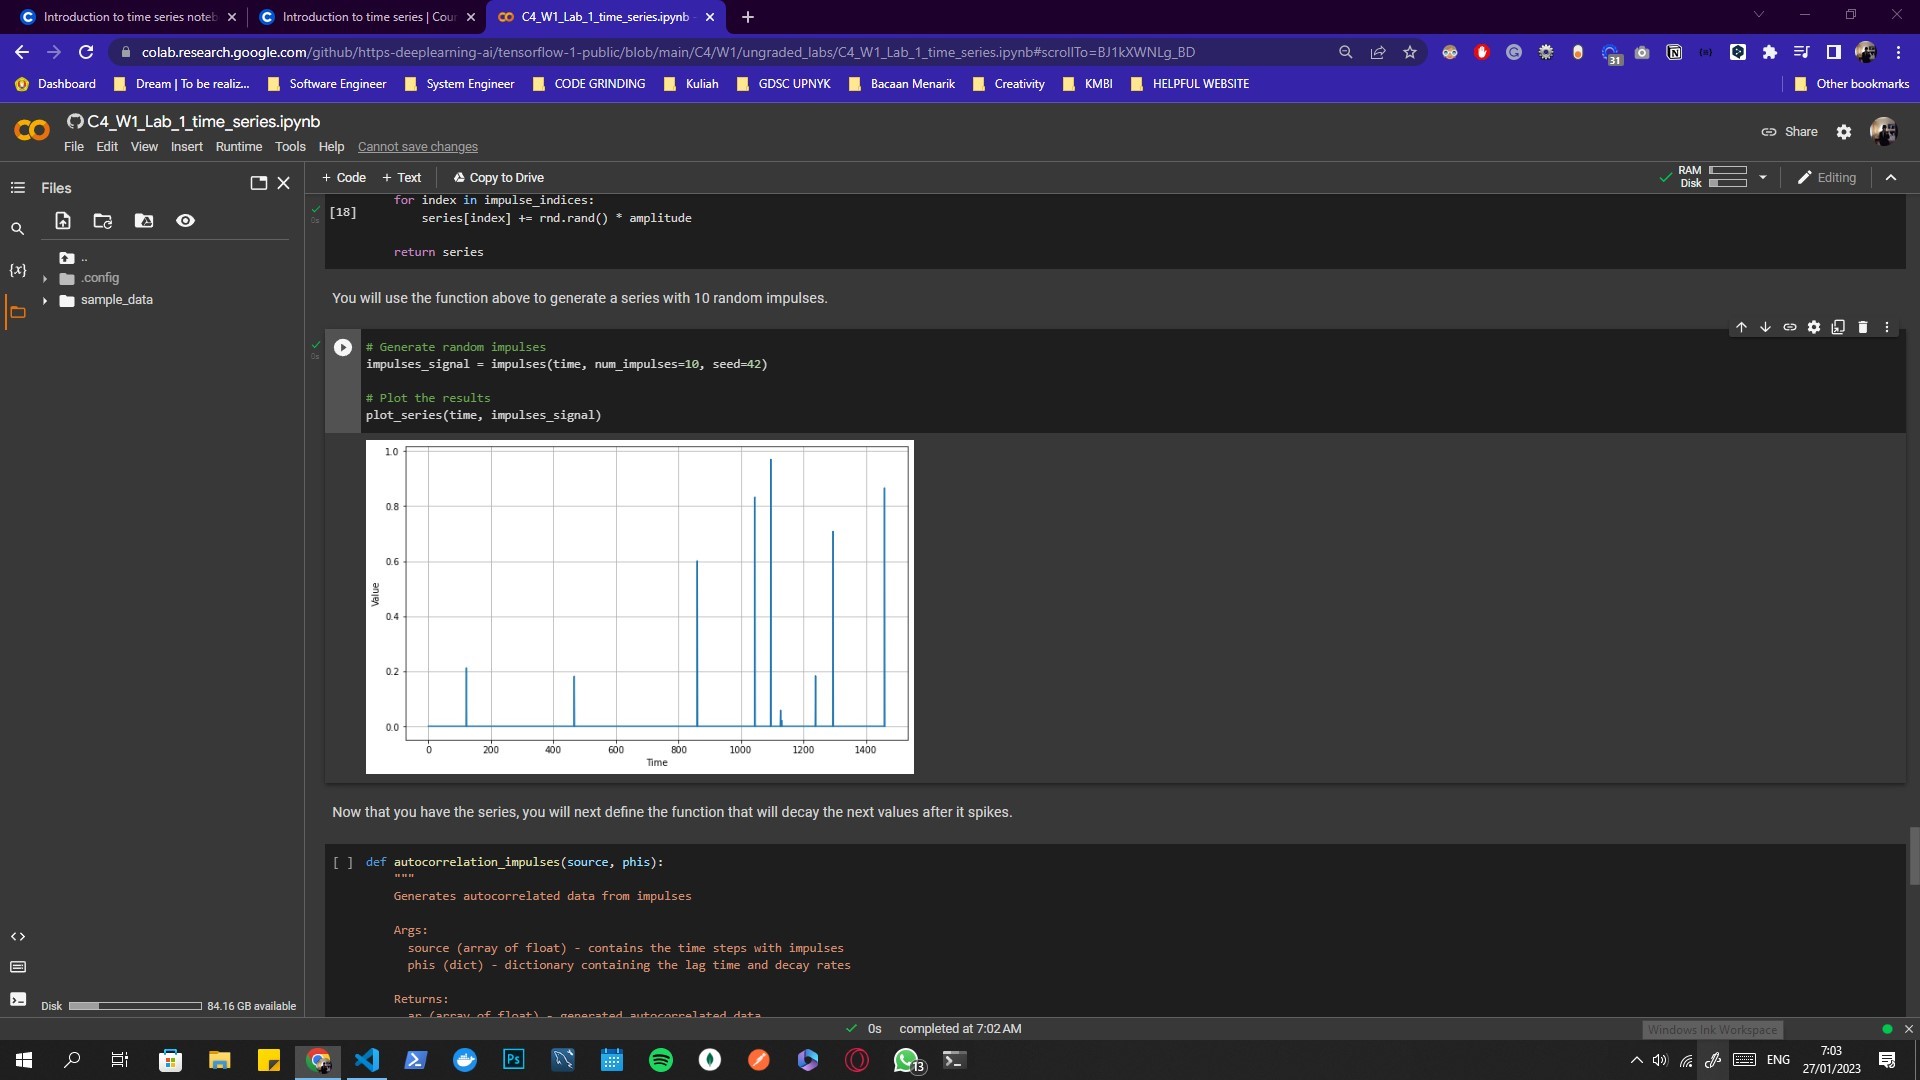 Introduction to time series noteb
Introduction to time series | Cour
C4_W1_Lab_1_time_series.ipynb -
colab.research.google.com/github/https-deeplearning-ai/tensorflow-1-public/blob/main/C4/W1/ungraded_labs/C4_W1_Lab_1_time_series.ipynb#scrollTo=BJ1kXWNLg_BD
31
Dashboard
Dream | To be realiz...
Software Engineer
System Engineer
CODE GRINDING
Kuliah
GDSC UPNYK
Bacaan Menarik
Creativity
KMBI
HELPFUL WEBSITE
Other bookmarks
C4_W1_Lab_1_time_series.ipynb
File Edit View Insert Runtime Tools Help Cannot save changes
Share
Files
+ Code + Text Copy to Drive
RAM
Disk
Editing
..
.config
sample_data
{x}
[18]
0s
for index in impulse_indices:
series[index] += rnd.rand() * amplitude
return series
You will use the function above to generate a series with 10 random impulses.
0s
# Generate random impulses
impulses_signal = impulses(time, num_impulses=10, seed=42)
# Plot the results
plot_series(time, impulses_signal)
1.0
0.8
0.6
0.4
0.2
0.0
Value
0 200 400 600 800 1000 1200 1400
Time
Now that you have the series, you will next define the function that will decay the next values after it spikes.
[ ]
def autocorrelation_impulses(source, phis):
"""
Generates autocorrelated data from impulses
Args:
source (array of float) - contains the time steps with impulses
phis (dict) - dictionary containing the lag time and decay rates
Returns:
ar (array of float) - generated autocorrelated data
Disk 84.16 GB available
0s completed at 7:02 AM
Windows Ink Workspace
Ps
13
ENG
7:03
27/01/2023